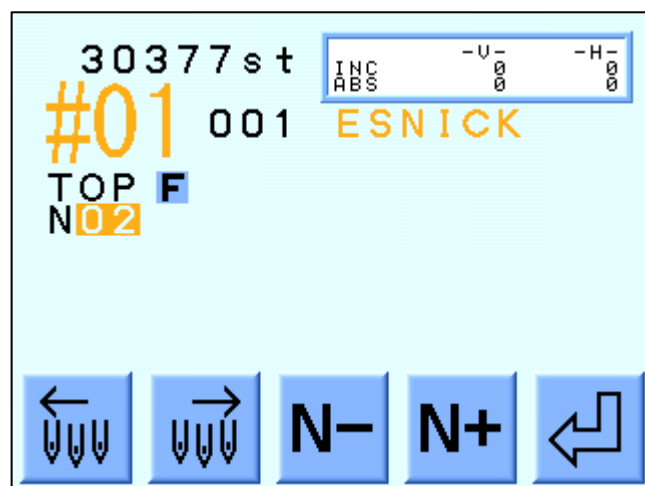 30377st
-V- -H-
INC 0 0
ABS 0 0
#01 001 ESNICK
TOP F
N02
N- N+